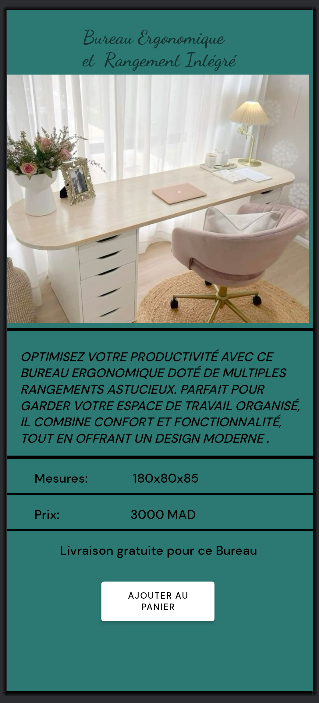 Bureau Ergonomique
et Rangement Intégré
OPTIMISEZ VOTRE PRODUCTIVITÉ AVEC CE
BUREAU ERGONOMIQUE DOTÉ DE MULTIPLES
RANGEMENTS ASTUCIEUX. PARFAIT POUR
GARDER VOTRE ESPACE DE TRAVAIL ORGANISÉ,
IL COMBINE CONFORT ET FONCTIONNALITÉ,
TOUT EN OFFRANT UN DESIGN MODERNE .
Mesures: 180x80x85
Prix: 3000 MAD
Livraison gratuite pour ce Bureau
AJOUTER AU
PANIER